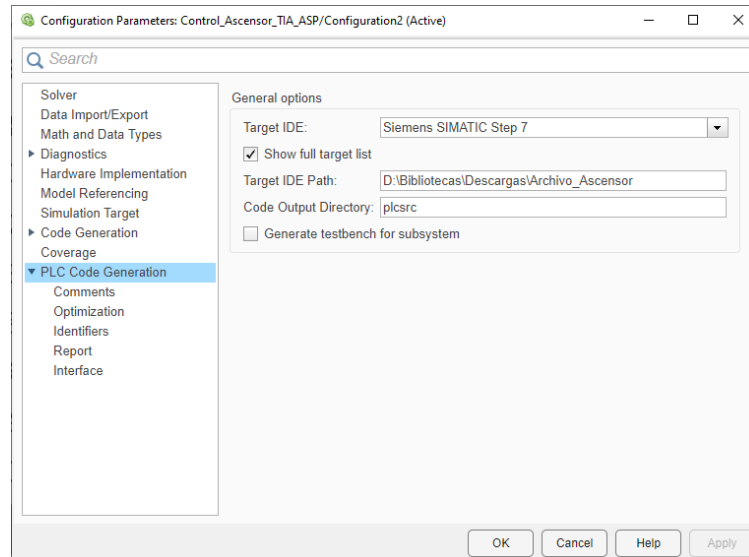 Configuration Parameters: Control_Ascensor_TIA_ASP/Configuration2 (Active)
Search
Solver
Data Import/Export
Math and Data Types
Diagnostics
Hardware Implementation
Model Referencing
Simulation Target
Code Generation
Coverage
PLC Code Generation
Comments
Optimization
Identifiers
Report
Interface
General options
Target IDE: Siemens SIMATIC Step 7
Show full target list
Target IDE Path: D:\Bibliotecas\Descargas\Archivo_Ascensor
Code Output Directory: plcsrc
Generate testbench for subsystem
OK Cancel Help Apply